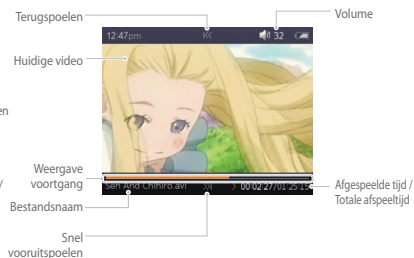 Terugspoelen
Volume
12:47pm
32
Huidige video
en
Weergave
voortgang
/
Sen And Chihiro.avi
00:02:27/01:25:15
Afgespeelde tijd /
Totale afspeeltijd
Bestandsnaam
Snel
vooruitspoelen